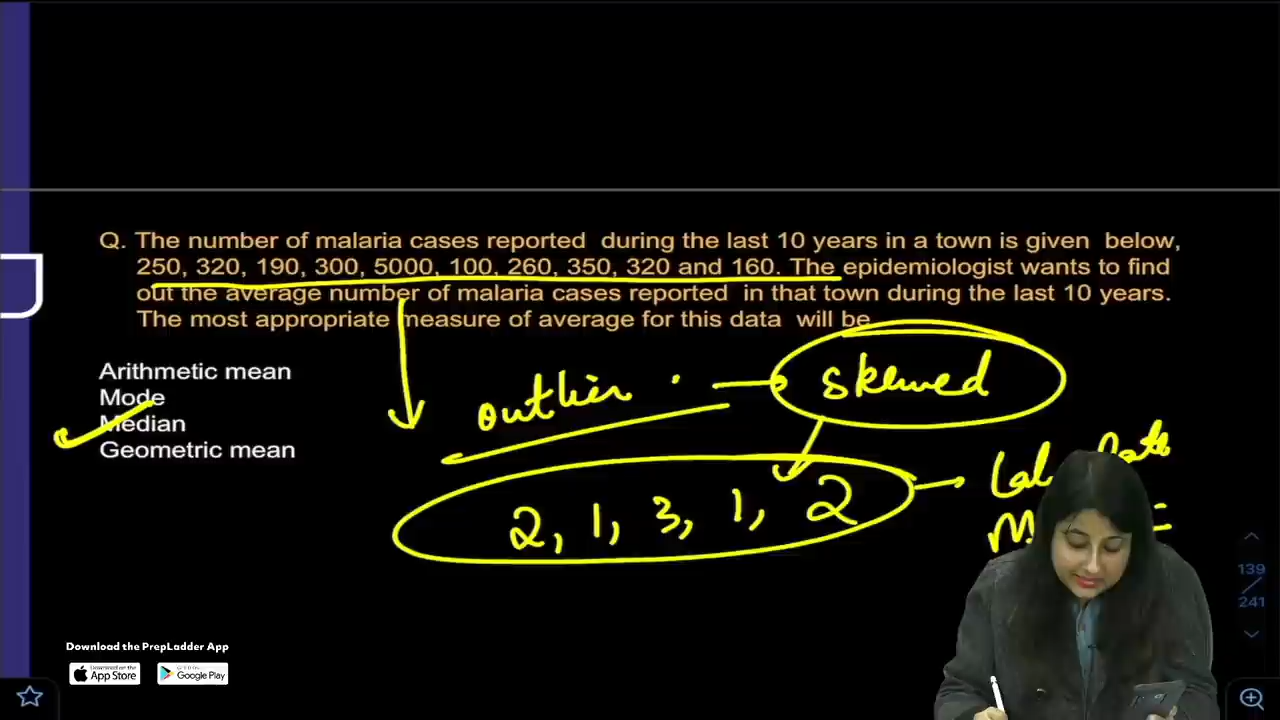 Q. The number of malaria cases reported during the last 10 years in a town is given below,
250, 320, 190, 300, 5000, 100, 260, 350, 320 and 160. The epidemiologist wants to find
out the average number of malaria cases reported in that town during the last 10 years.
The most appropriate measure of average for this data will be
Arithmetic mean
Mode
Median
Geometric mean
outlier
skewed
2, 1, 3, 1, 2
139
241
Download the PrepLadder App
Download on the
App Store
Google Play